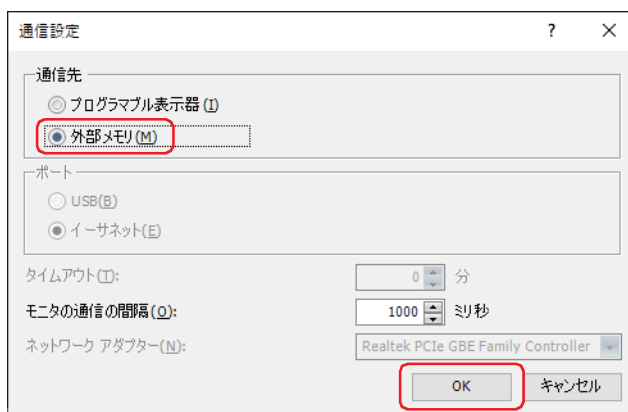 通信設定 ? ×
通信先
プログラマブル表示器(I)
外部メモリ(M)
ポート
USB(B)
イーサネット(E)
タイムアウト(T): 0 分
モニタの通信の間隔(O): 1000 ミリ秒
ネットワーク アダプター(N): Realtek PCIe GBE Family Controller
OK キャンセル